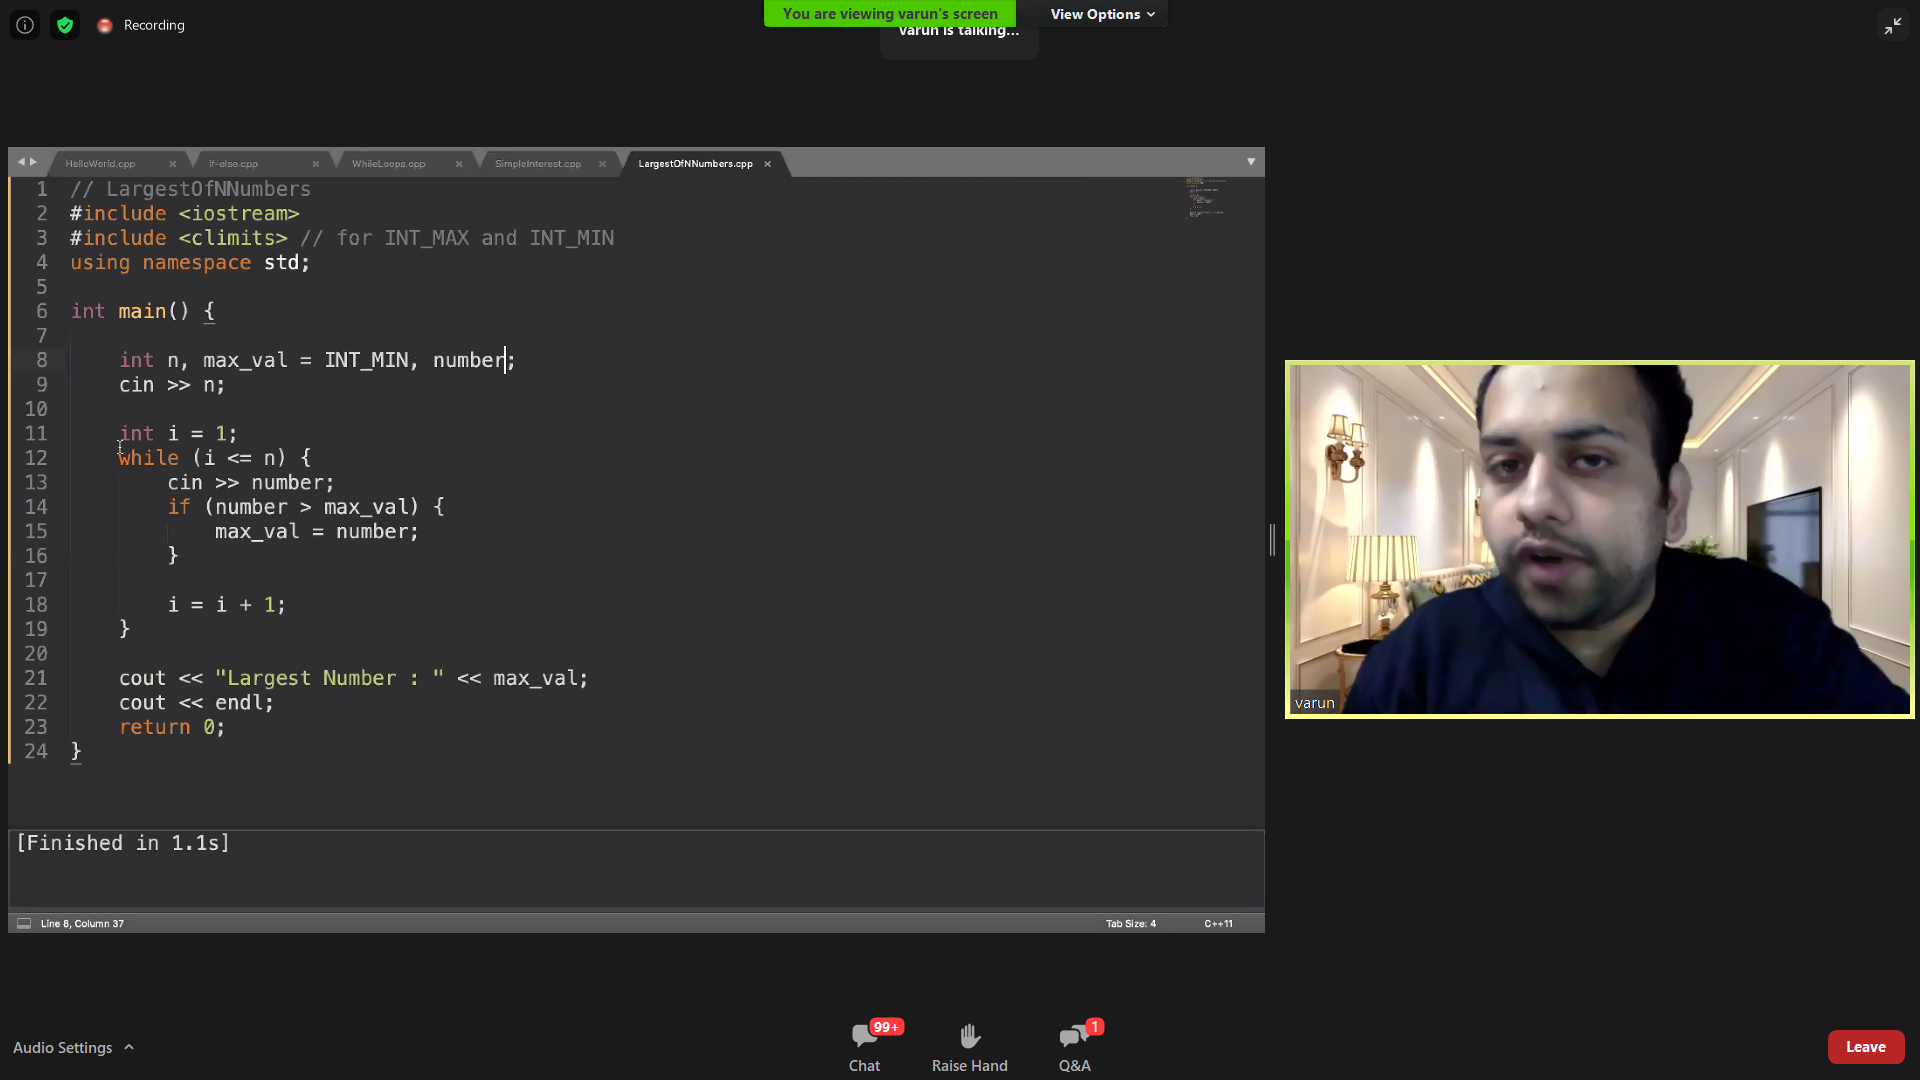 Recording
You are viewing varun's screen
View Options
varun is talking...
HelloWorld.cpp
if-else.cpp
WhileLoops.cpp
SimpleInterest.cpp
LargestOfNNumbers.cpp
1 // LargestOfNNumbers
2 #include <iostream>
3 #include <climits> // for INT_MAX and INT_MIN
4 using namespace std;
5
6 int main() {
7
8 int n, max_val = INT_MIN, number;
9 cin >> n;
10
11 int i = 1;
12 while (i <= n) {
13 cin >> number;
14 if (number > max_val) {
15 max_val = number;
16 }
17
18 i = i + 1;
19 }
20
21 cout << "Largest Number : " << max_val;
22 cout << endl;
23 return 0;
24 }
[Finished in 1.1s]
Line 8, Column 37
Tab Size: 4
C++11
varun
Audio Settings
99+
Chat
Raise Hand
1
Q&A
Leave